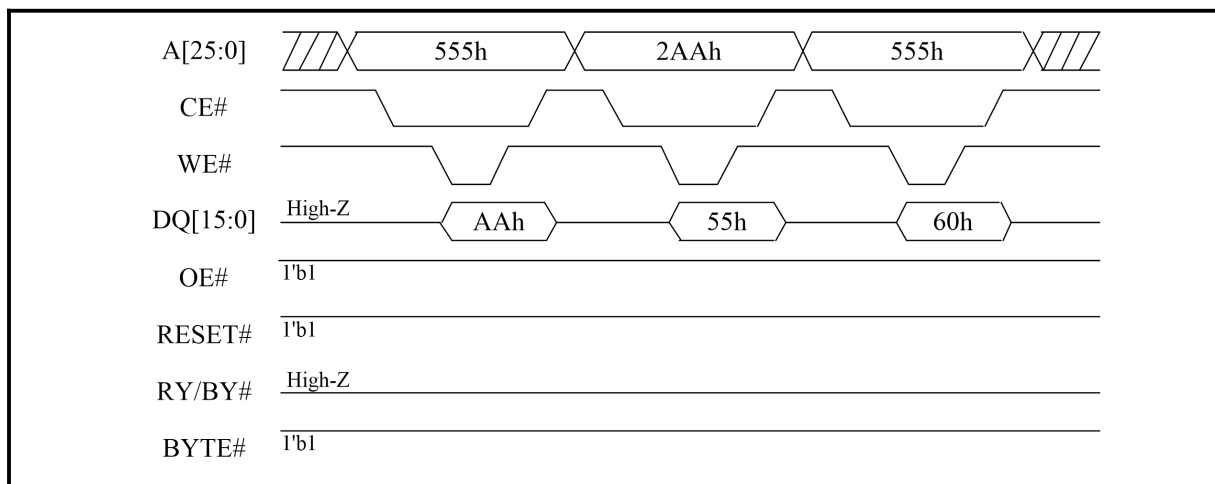 A[25:0] 555h 2AAh 555h
CE#
WE#
DQ[15:0] High-Z AAh 55h 60h
OE# 1'b1
RESET# 1'b1
RY/BY# High-Z
BYTE# 1'b1